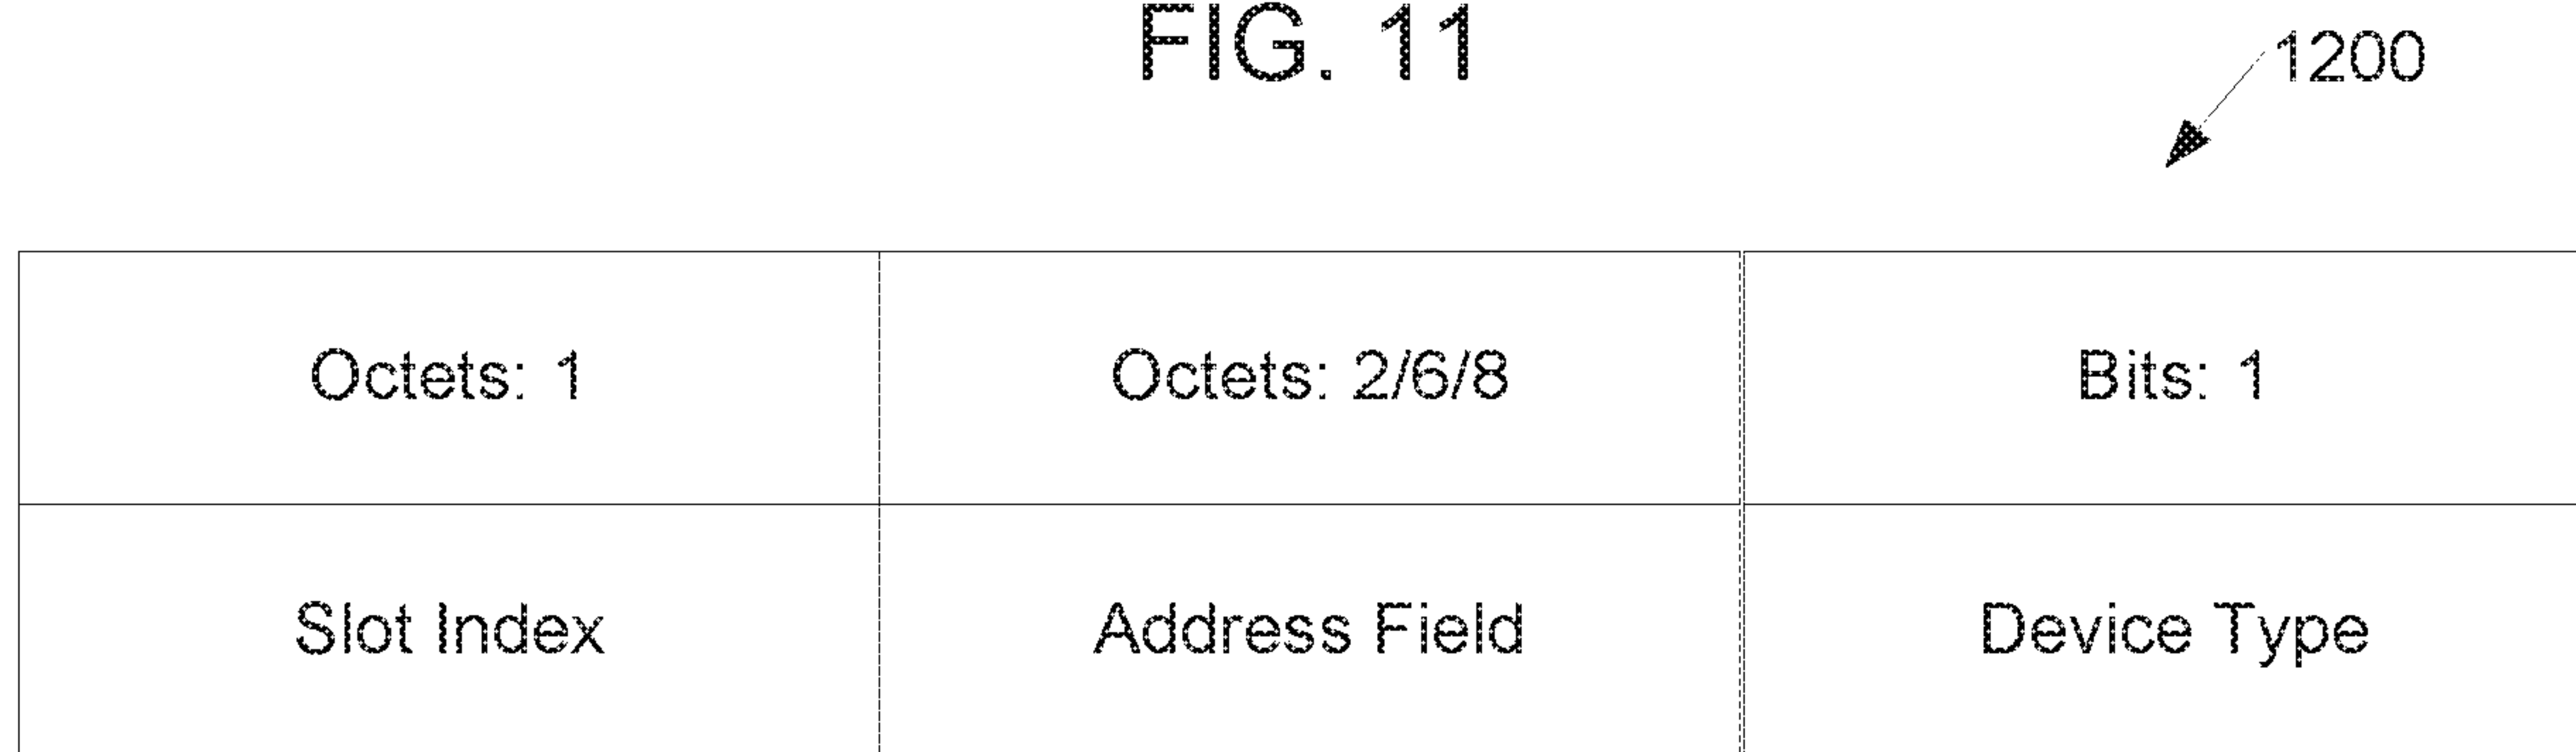 FIG. 11
1200
Octets: 1
Octets: 2/6/8
Bits: 1
Slot Index
Address Field
Device Type